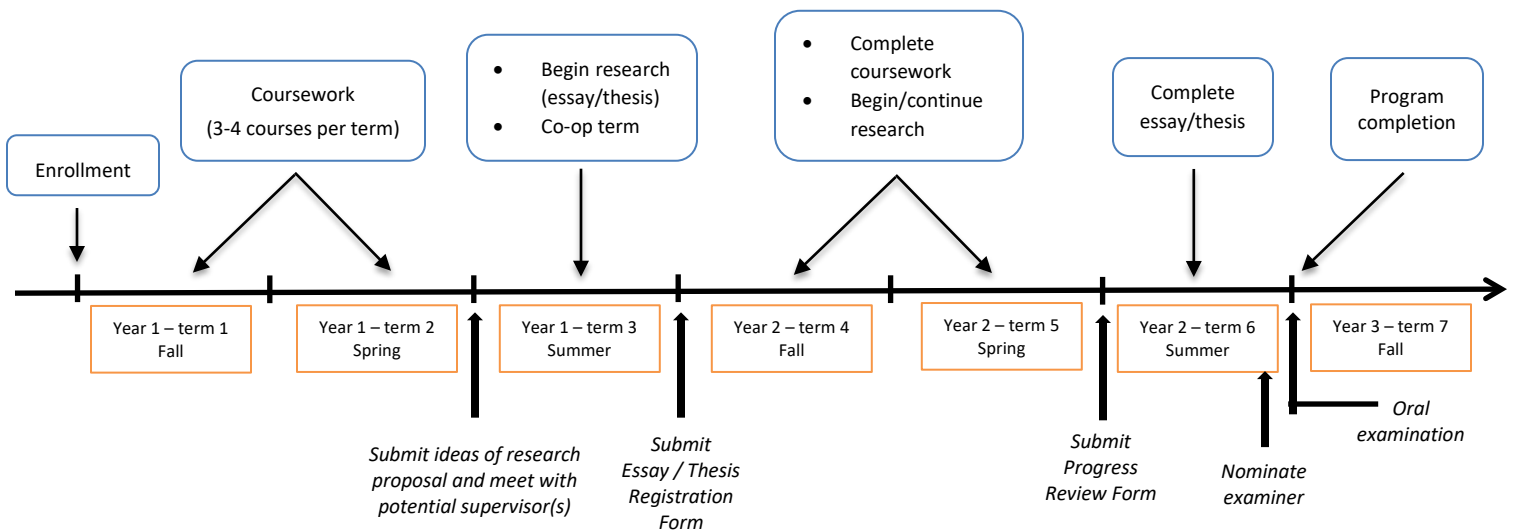 Enrollment
Coursework
(3-4 courses per term)
• Begin research
(essay/thesis)
• Co-op term
• Complete
coursework
• Begin/continue
research
Complete
essay/thesis
Program
completion
Year 1 – term 1
Fall
Year 1 – term 2
Spring
Year 1 – term 3
Summer
Year 2 – term 4
Fall
Year 2 – term 5
Spring
Year 2 – term 6
Summer
Year 3 – term 7
Fall
Submit ideas of research
proposal and meet with
potential supervisor(s)
Submit
Essay / Thesis
Registration
Form
Submit
Progress
Review Form
Nominate
examiner
Oral
examination